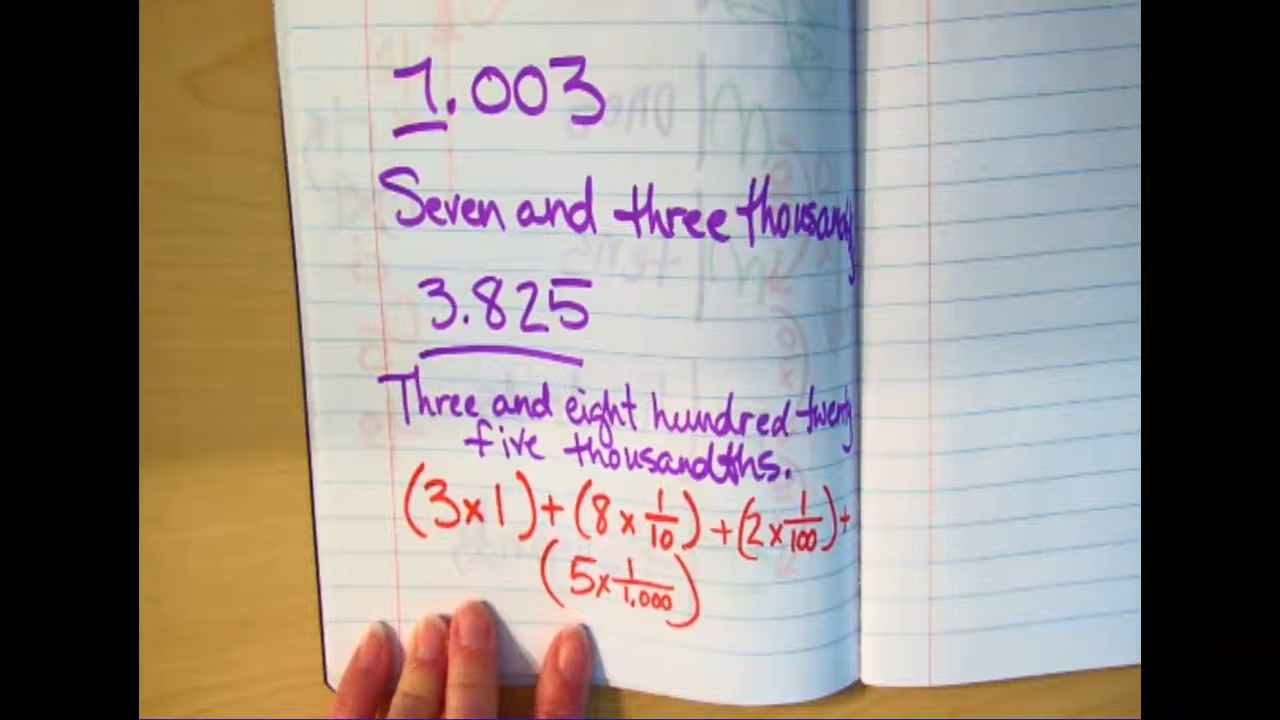 7.003
Seven and three thousandths
3.825
Three and eight hundred twenty
five thousandths.
(3 x 1) + (8 x 1/10) + (2 x 1/100) +
(5 x 1/1,000)